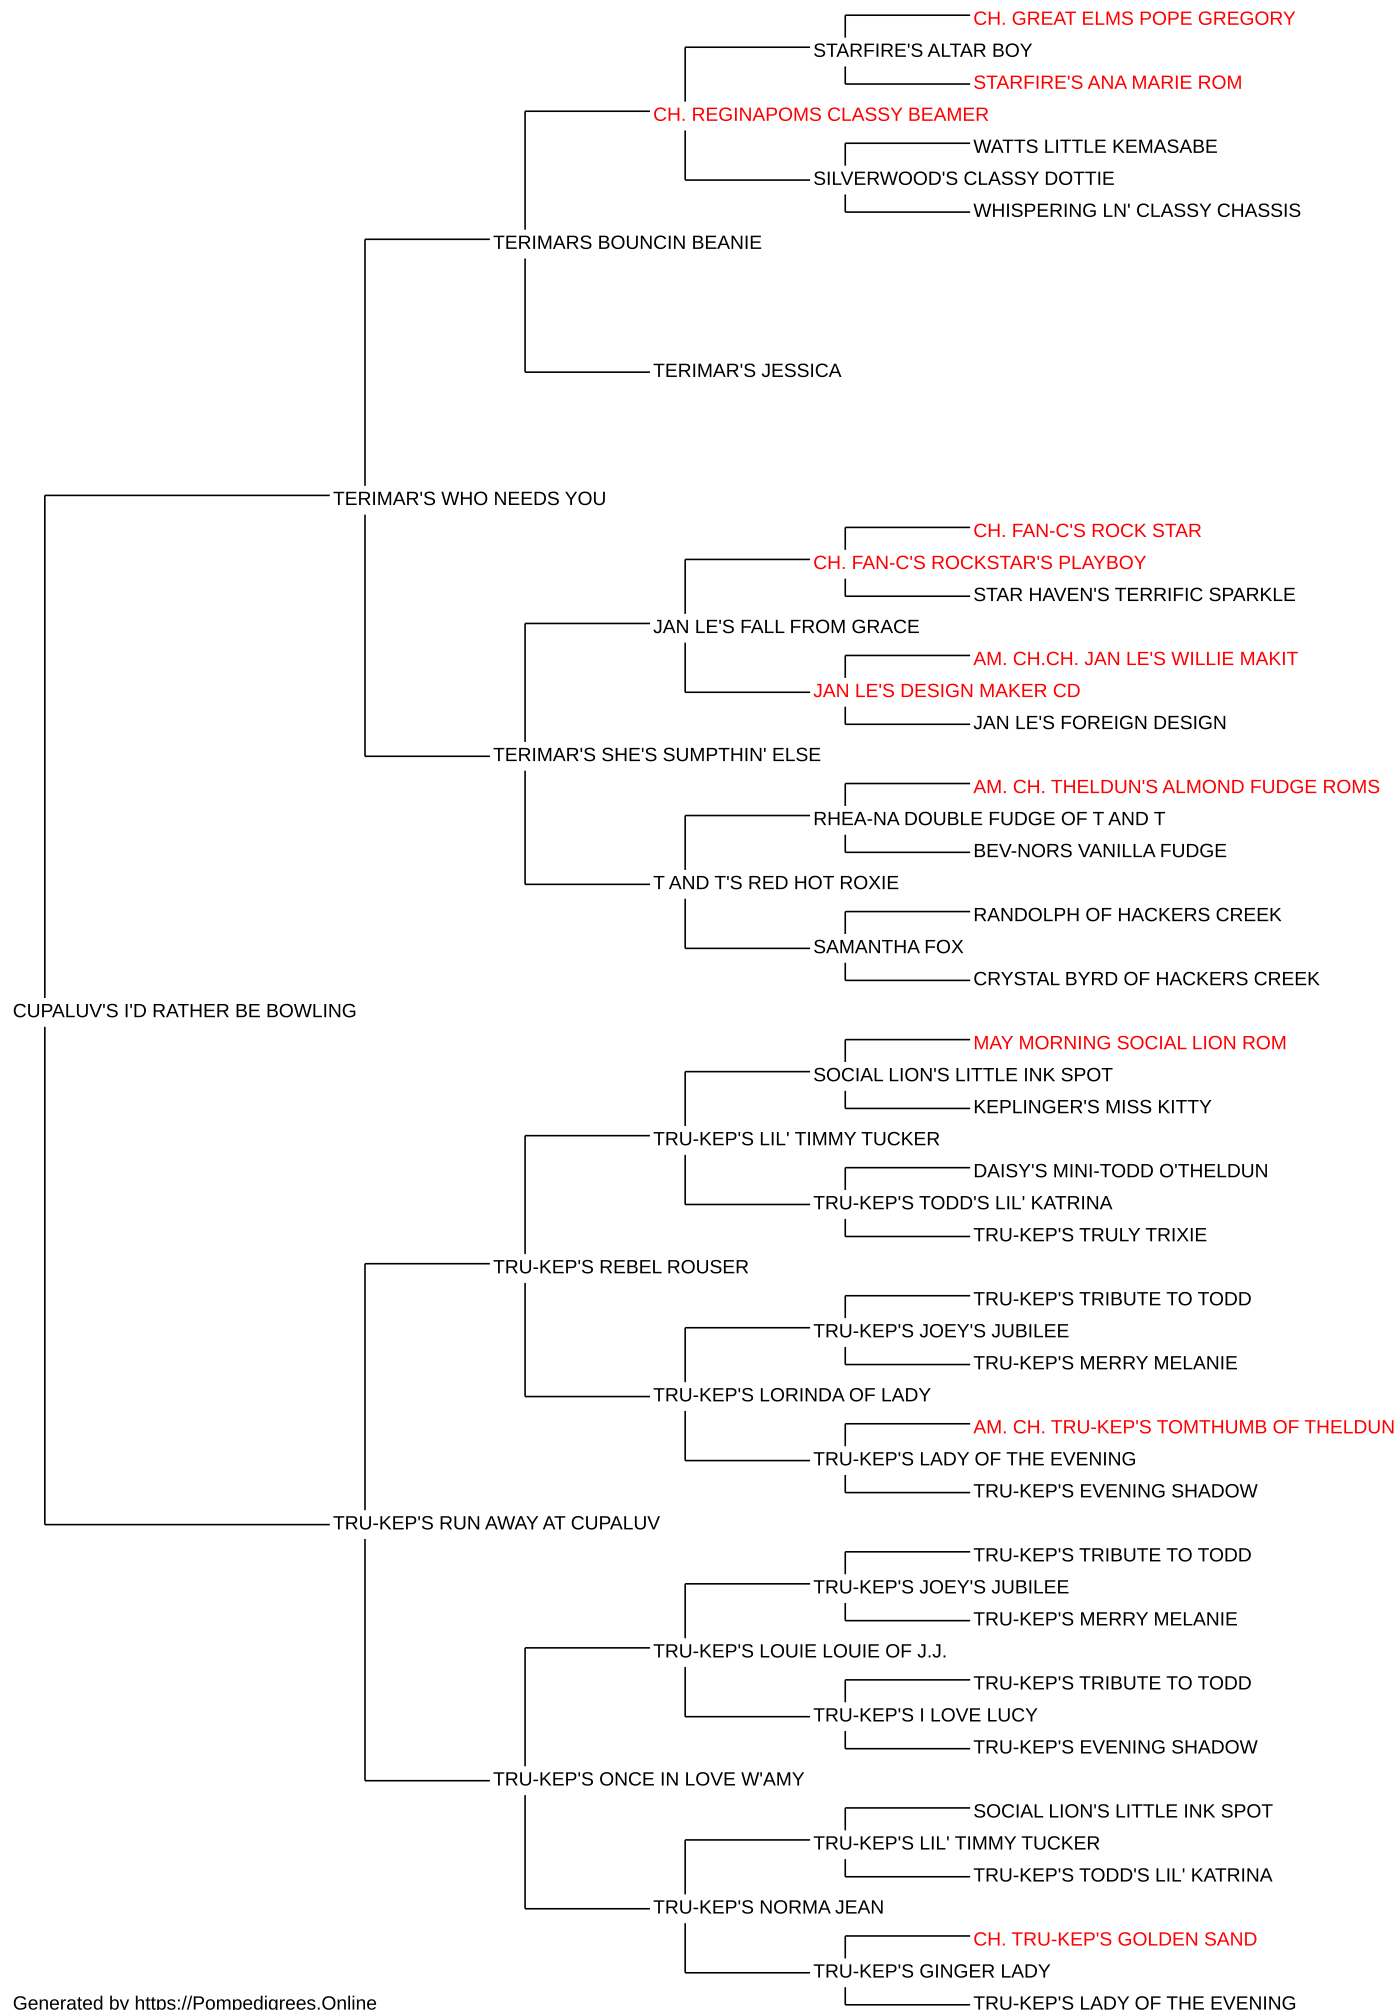 CH. GREAT ELMS POPE GREGORY
STARFIRE'S ALTAR BOY
STARFIRE'S ANA MARIE ROM
CH. REGINAPOMS CLASSY BEAMER
WATTS LITTLE KEMASABE
SILVERWOOD'S CLASSY DOTTIE
WHISPERING LN' CLASSY CHASSIS
TERIMARS BOUNCIN BEANIE
TERIMAR'S JESSICA
TERIMAR'S WHO NEEDS YOU
CH. FAN-C'S ROCK STAR
CH. FAN-C'S ROCKSTAR'S PLAYBOY
STAR HAVEN'S TERRIFIC SPARKLE
JAN LE'S FALL FROM GRACE
AM. CH.CH. JAN LE'S WILLIE MAKIT
JAN LE'S DESIGN MAKER CD
JAN LE'S FOREIGN DESIGN
TERIMAR'S SHE'S SUMPTHIN' ELSE
AM. CH. THELDUN'S ALMOND FUDGE ROMS
RHEA-NA DOUBLE FUDGE OF T AND T
BEV-NORS VANILLA FUDGE
T AND T'S RED HOT ROXIE
RANDOLPH OF HACKERS CREEK
SAMANTHA FOX
CRYSTAL BYRD OF HACKERS CREEK
CUPALUV'S I'D RATHER BE BOWLING
MAY MORNING SOCIAL LION ROM
SOCIAL LION'S LITTLE INK SPOT
KEPLINGER'S MISS KITTY
TRU-KEP'S LIL' TIMMY TUCKER
DAISY'S MINI-TODD O'THELDUN
TRU-KEP'S TODD'S LIL' KATRINA
TRU-KEP'S TRULY TRIXIE
TRU-KEP'S REBEL ROUSER
TRU-KEP'S TRIBUTE TO TODD
TRU-KEP'S JOEY'S JUBILEE
TRU-KEP'S MERRY MELANIE
TRU-KEP'S LORINDA OF LADY
AM. CH. TRU-KEP'S TOMTHUMB OF THELDUN
TRU-KEP'S LADY OF THE EVENING
TRU-KEP'S EVENING SHADOW
TRU-KEP'S RUN AWAY AT CUPALUV
TRU-KEP'S TRIBUTE TO TODD
TRU-KEP'S JOEY'S JUBILEE
TRU-KEP'S MERRY MELANIE
TRU-KEP'S LOUIE LOUIE OF J.J.
TRU-KEP'S TRIBUTE TO TODD
TRU-KEP'S I LOVE LUCY
TRU-KEP'S EVENING SHADOW
TRU-KEP'S ONCE IN LOVE W'AMY
SOCIAL LION'S LITTLE INK SPOT
TRU-KEP'S LIL' TIMMY TUCKER
TRU-KEP'S TODD'S LIL' KATRINA
TRU-KEP'S NORMA JEAN
CH. TRU-KEP'S GOLDEN SAND
TRU-KEP'S GINGER LADY
TRU-KEP'S LADY OF THE EVENING
Generated by https://Pompedigrees.Online